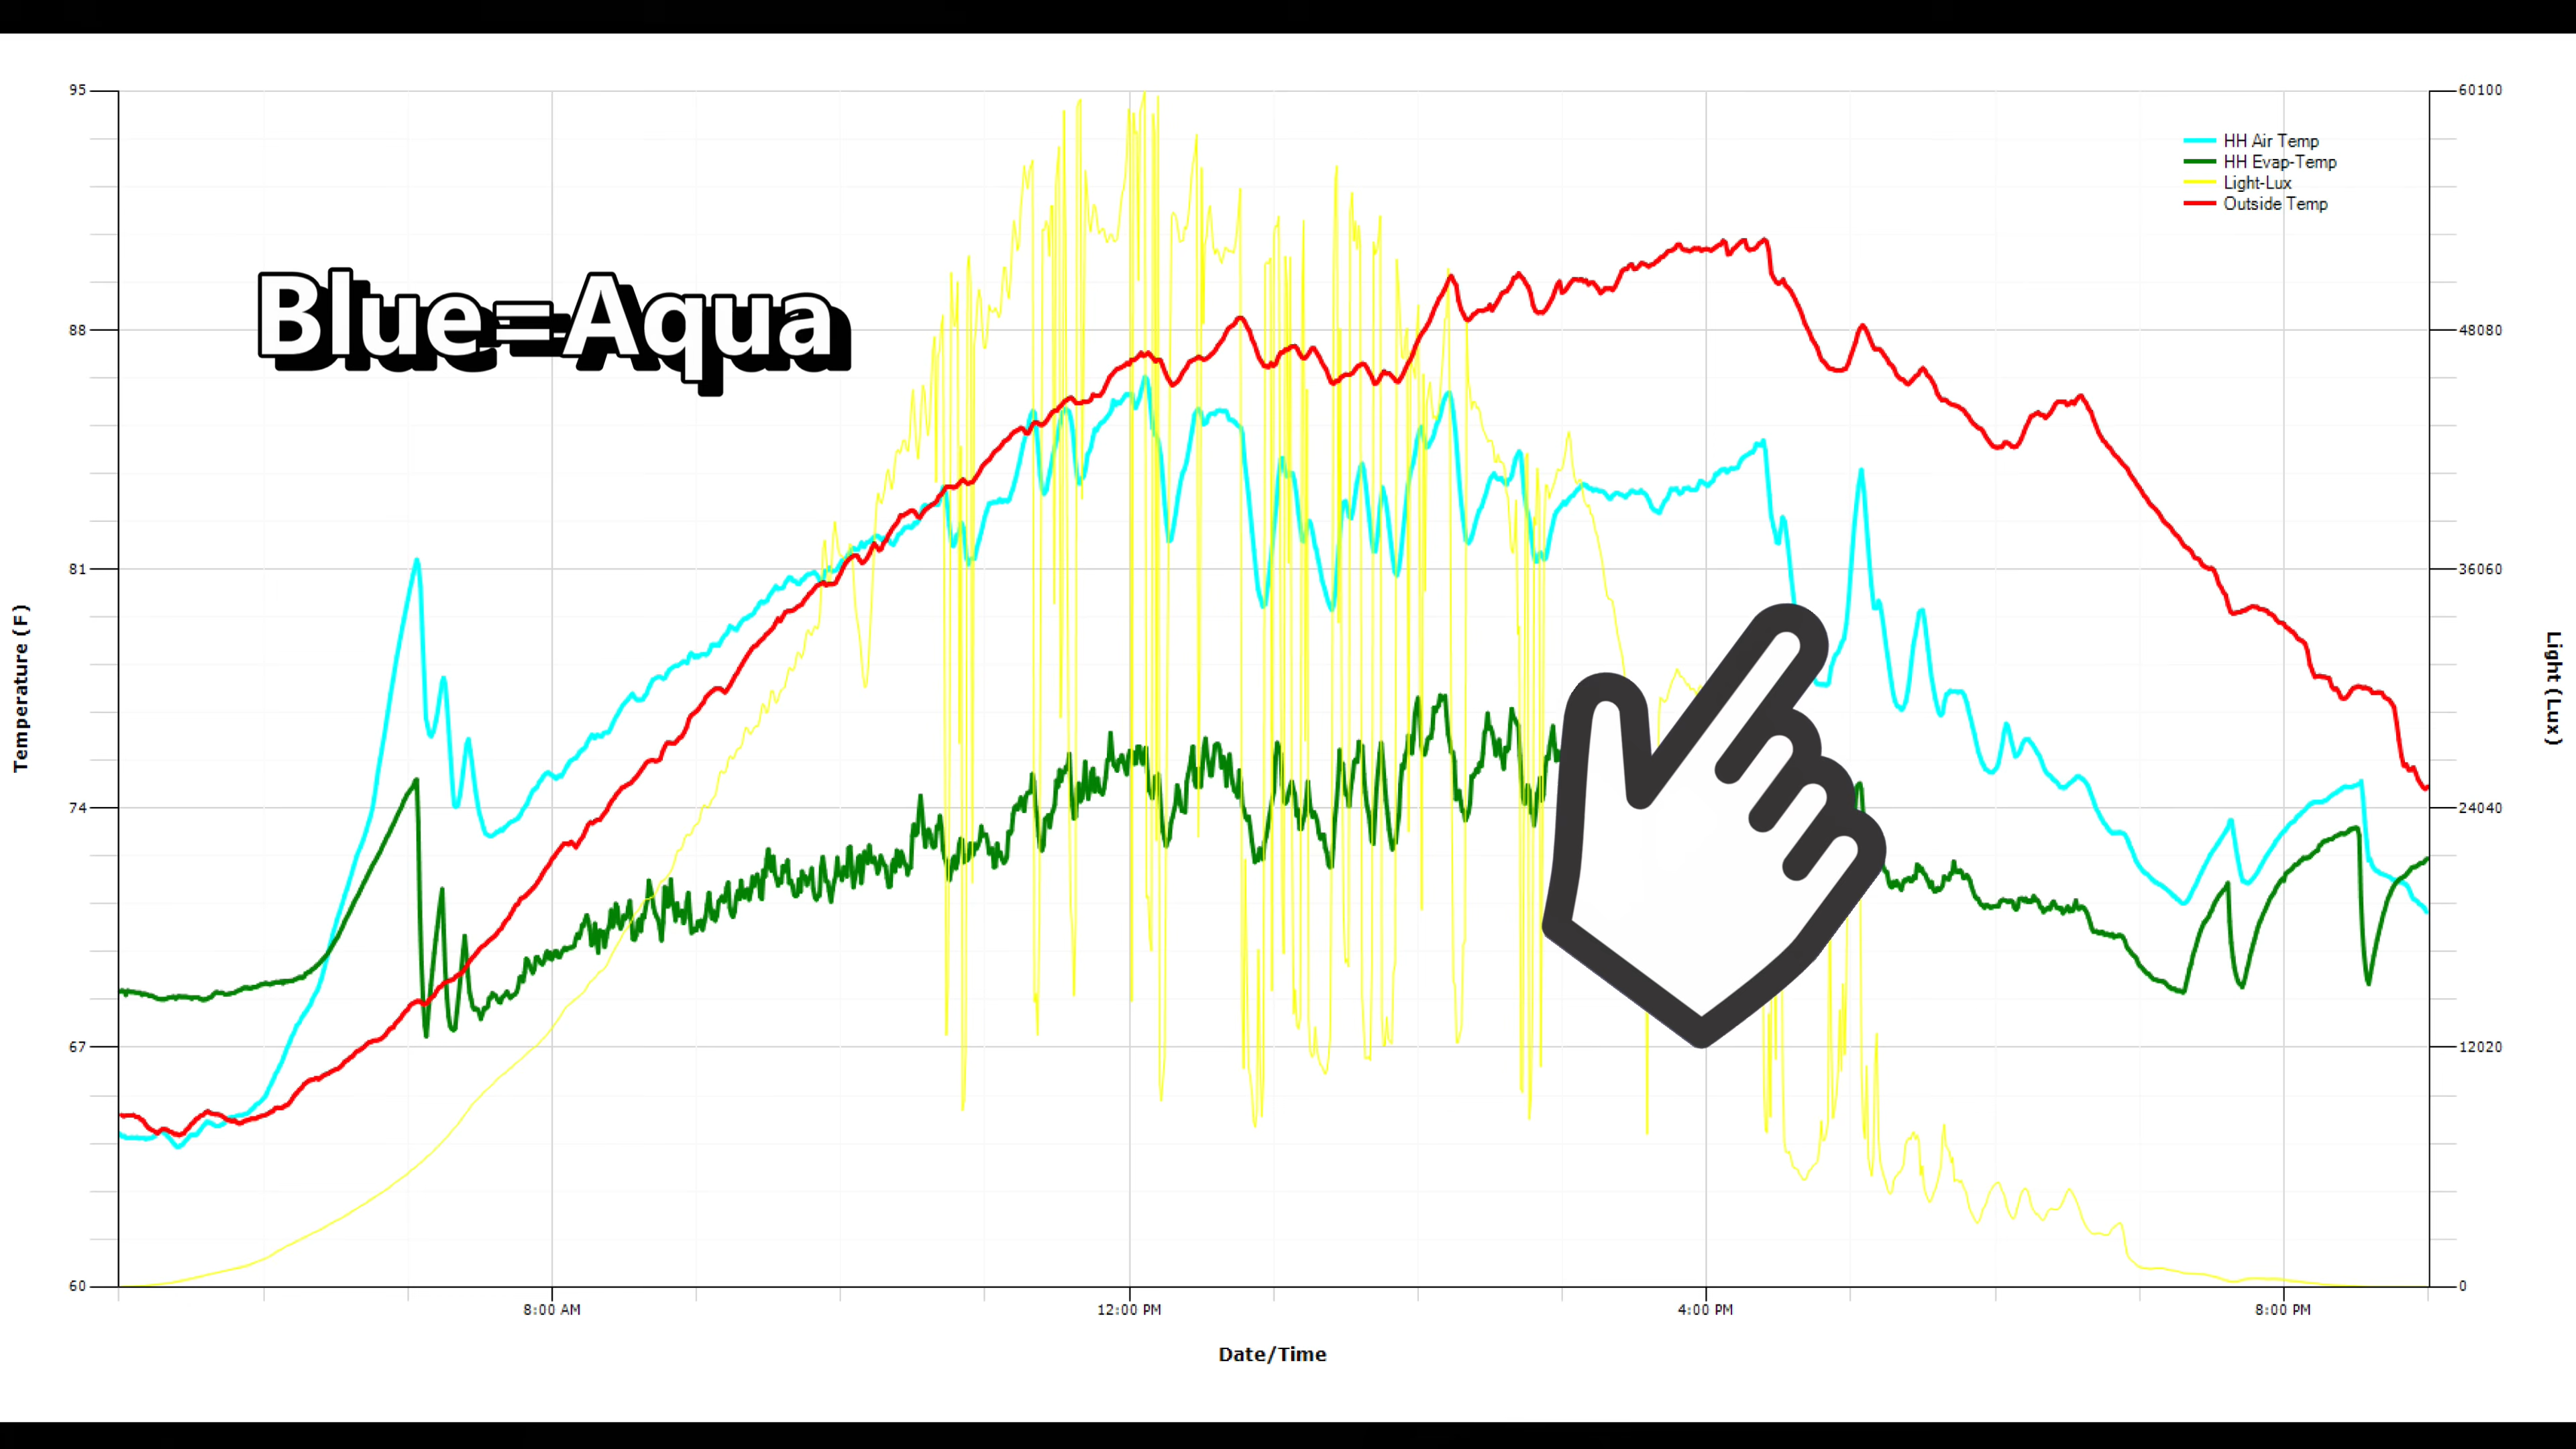 95
60100
HH Air Temp
HH Evap-Temp
Light-Lux
Outside Temp
Blue=Aqua
88
48080
81
36060
Temperature (F)
Light (Lux)
74
24040
67
12020
60
0
8:00 AM
12:00 PM
4:00 PM
8:00 PM
Date/Time